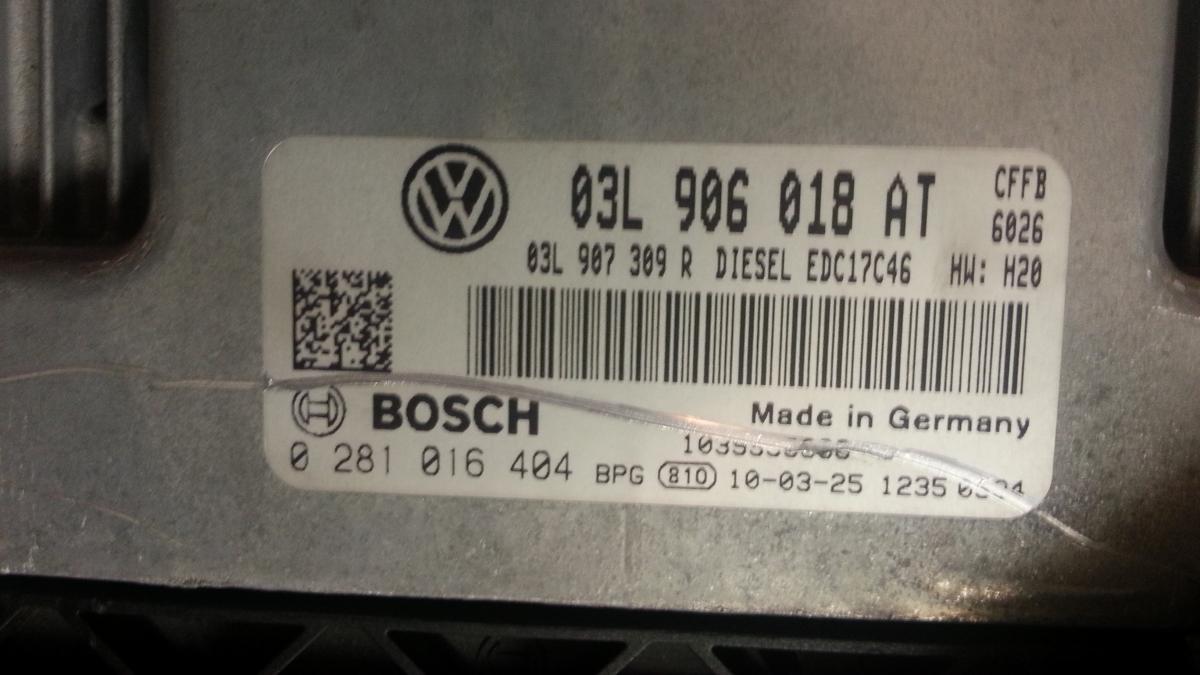 03L 906 018 AT CFFB
6026
03L 907 309 R DIESEL EDC17C46 HW: H20
BOSCH
Made in Germany
0 281 016 404 BPG 810 10-03-25 1235